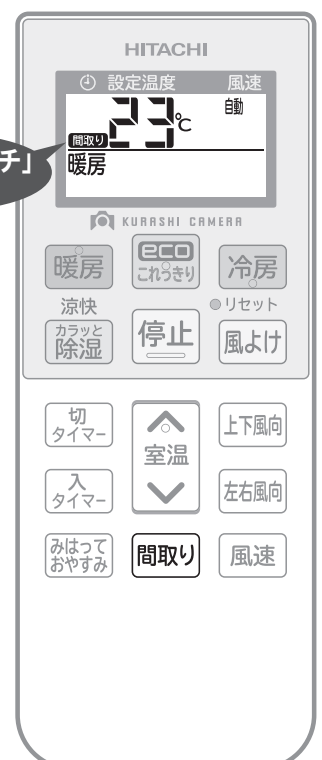 HITACHI
設定温度 風速
23℃ 自動
間取り
チ」
暖房
KURASHI CAMERA
暖房 eco これっきり 冷房
涼快 リセット
カラッと除湿 停止 風よけ
切タイマー 室温 上下風向
入タイマー 左右風向
みはっておやすみ 間取り 風速